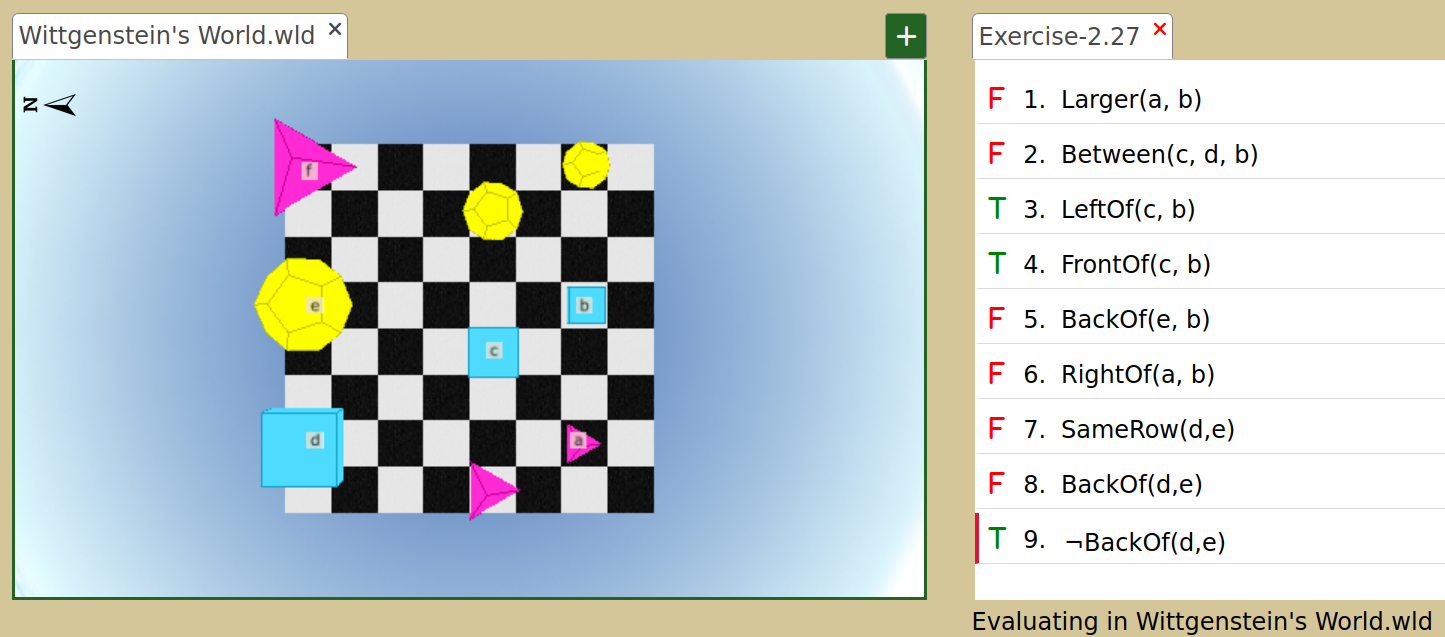 Wittgenstein's World.wld ×
+
Exercise-2.27 ×
N
f
e
b
c
d
a
F 1. Larger(a, b)
F 2. Between(c, d, b)
T 3. LeftOf(c, b)
T 4. FrontOf(c, b)
F 5. BackOf(e, b)
F 6. RightOf(a, b)
F 7. SameRow(d,e)
F 8. BackOf(d,e)
T 9. ¬BackOf(d,e)
Evaluating in Wittgenstein's World.wld